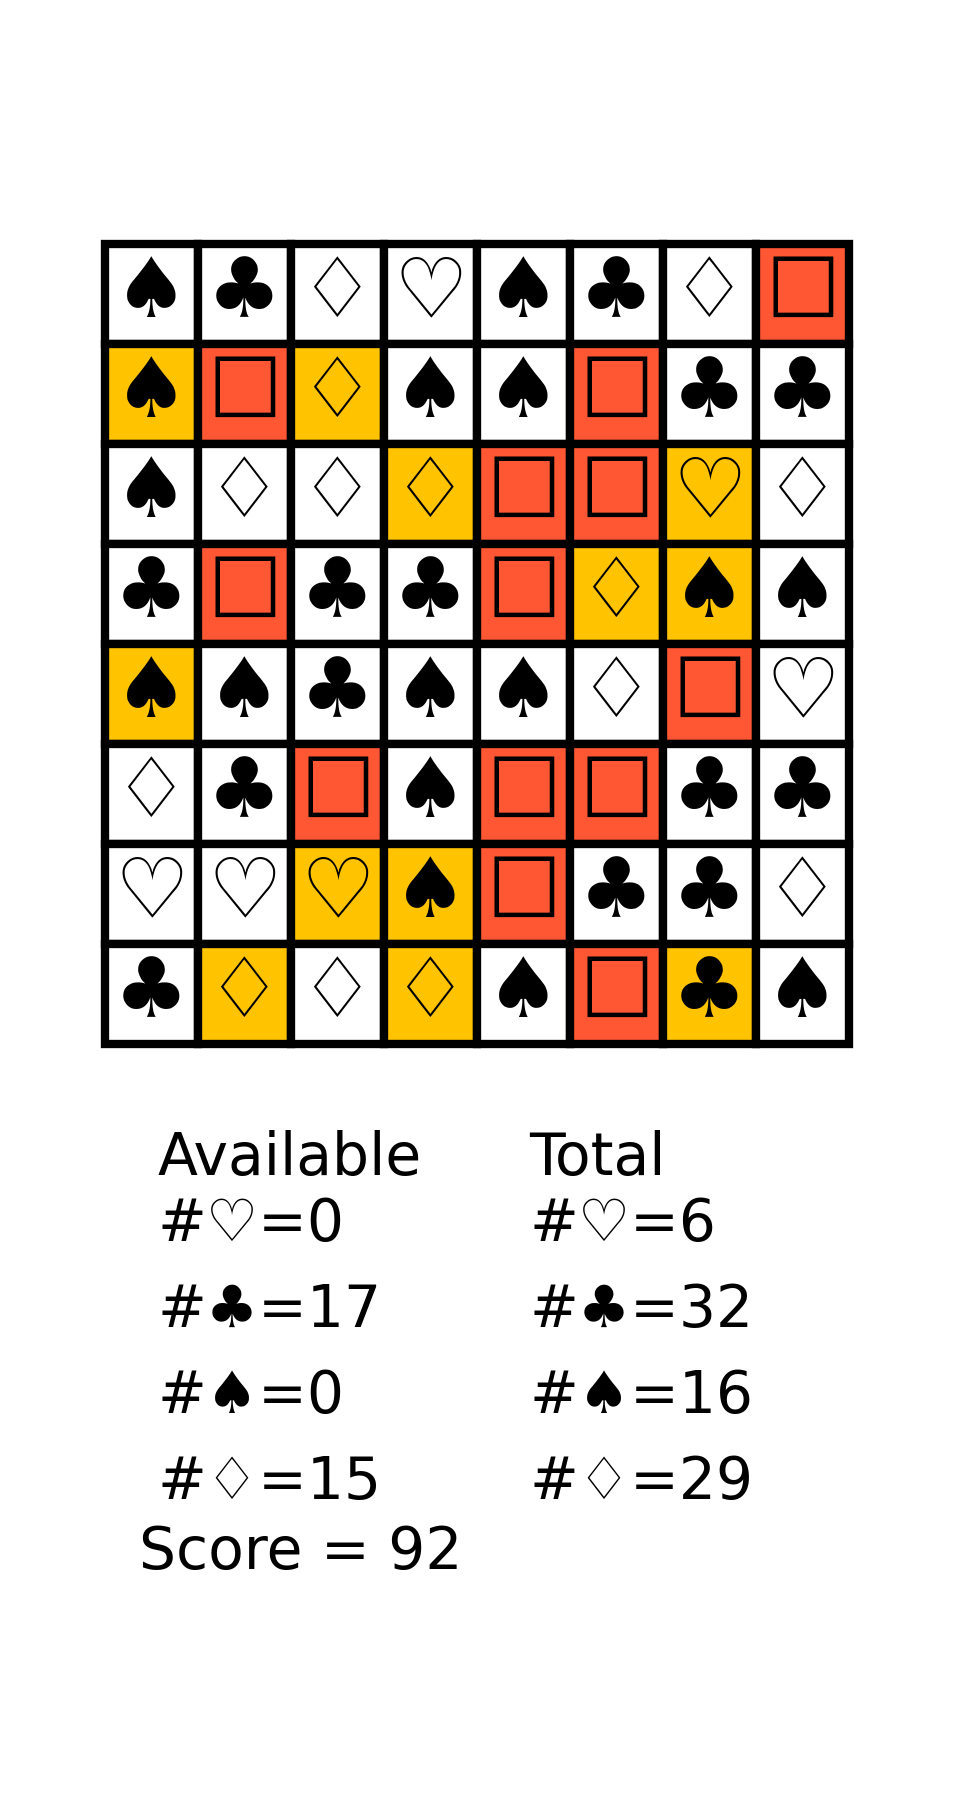 ♠ ♣ ♢ ♡ ♠ ♣ ♢ □
♠ □ ♢ ♠ ♠ □ ♣ ♣
♠ ♢ ♢ ♢ □ □ ♡ ♢
♣ □ ♣ ♣ □ ♢ ♠ ♠
♠ ♠ ♣ ♠ ♠ ♢ □ ♡
♢ ♣ □ ♠ □ □ ♣ ♣
♡ ♡ ♡ ♠ □ ♣ ♣ ♢
♣ ♢ ♢ ♢ ♠ □ ♣ ♠
Available Total
#♡=0 #♡=6
#♣=17 #♣=32
#♠=0 #♠=16
#♢=15 #♢=29
Score = 92